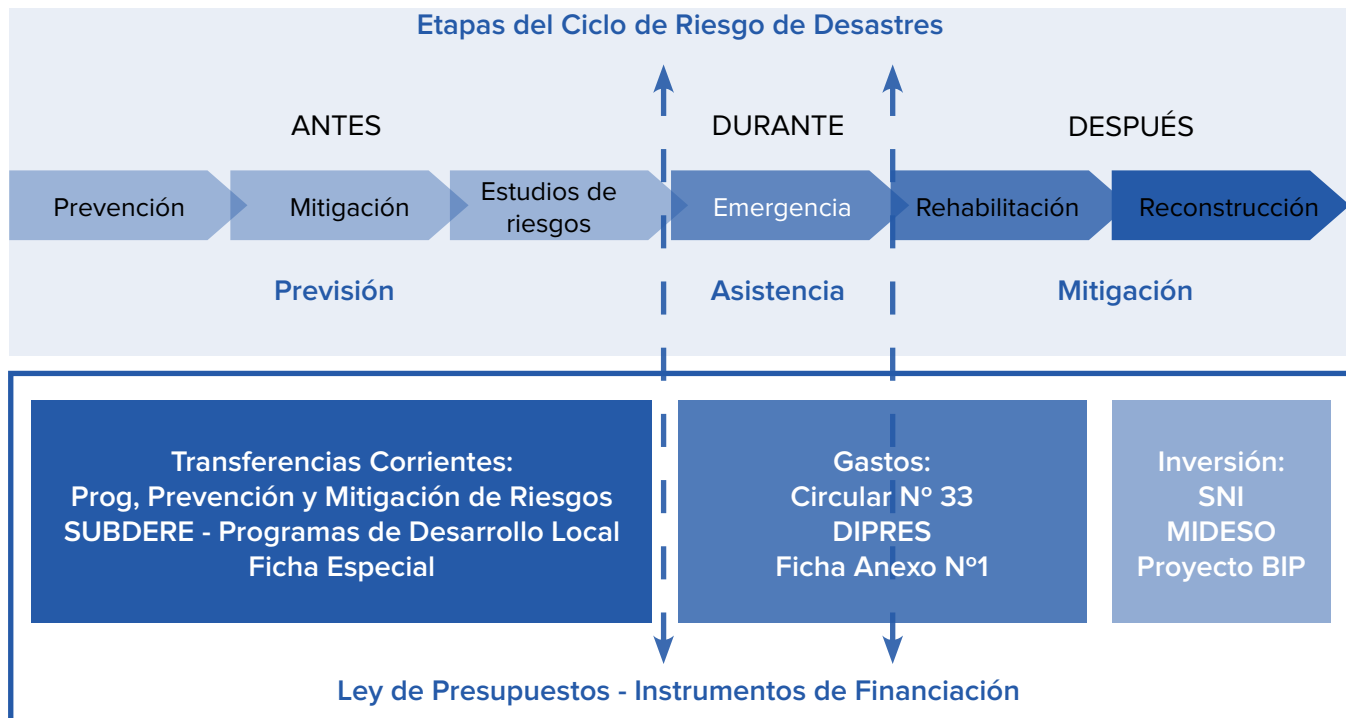 Etapas del Ciclo de Riesgo de Desastres
ANTES
DURANTE
DESPUÉS
Prevención
Mitigación
Estudios de
riesgos
Emergencia
Rehabilitación
Reconstrucción
Previsión
Asistencia
Mitigación
Transferencias Corrientes:
Prog, Prevención y Mitigación de Riesgos
SUBDERE - Programas de Desarrollo Local
Ficha Especial
Gastos:
Circular Nº 33
DIPRES
Ficha Anexo Nº1
Inversión:
SNI
MIDESO
Proyecto BIP
Ley de Presupuestos - Instrumentos de Financiación